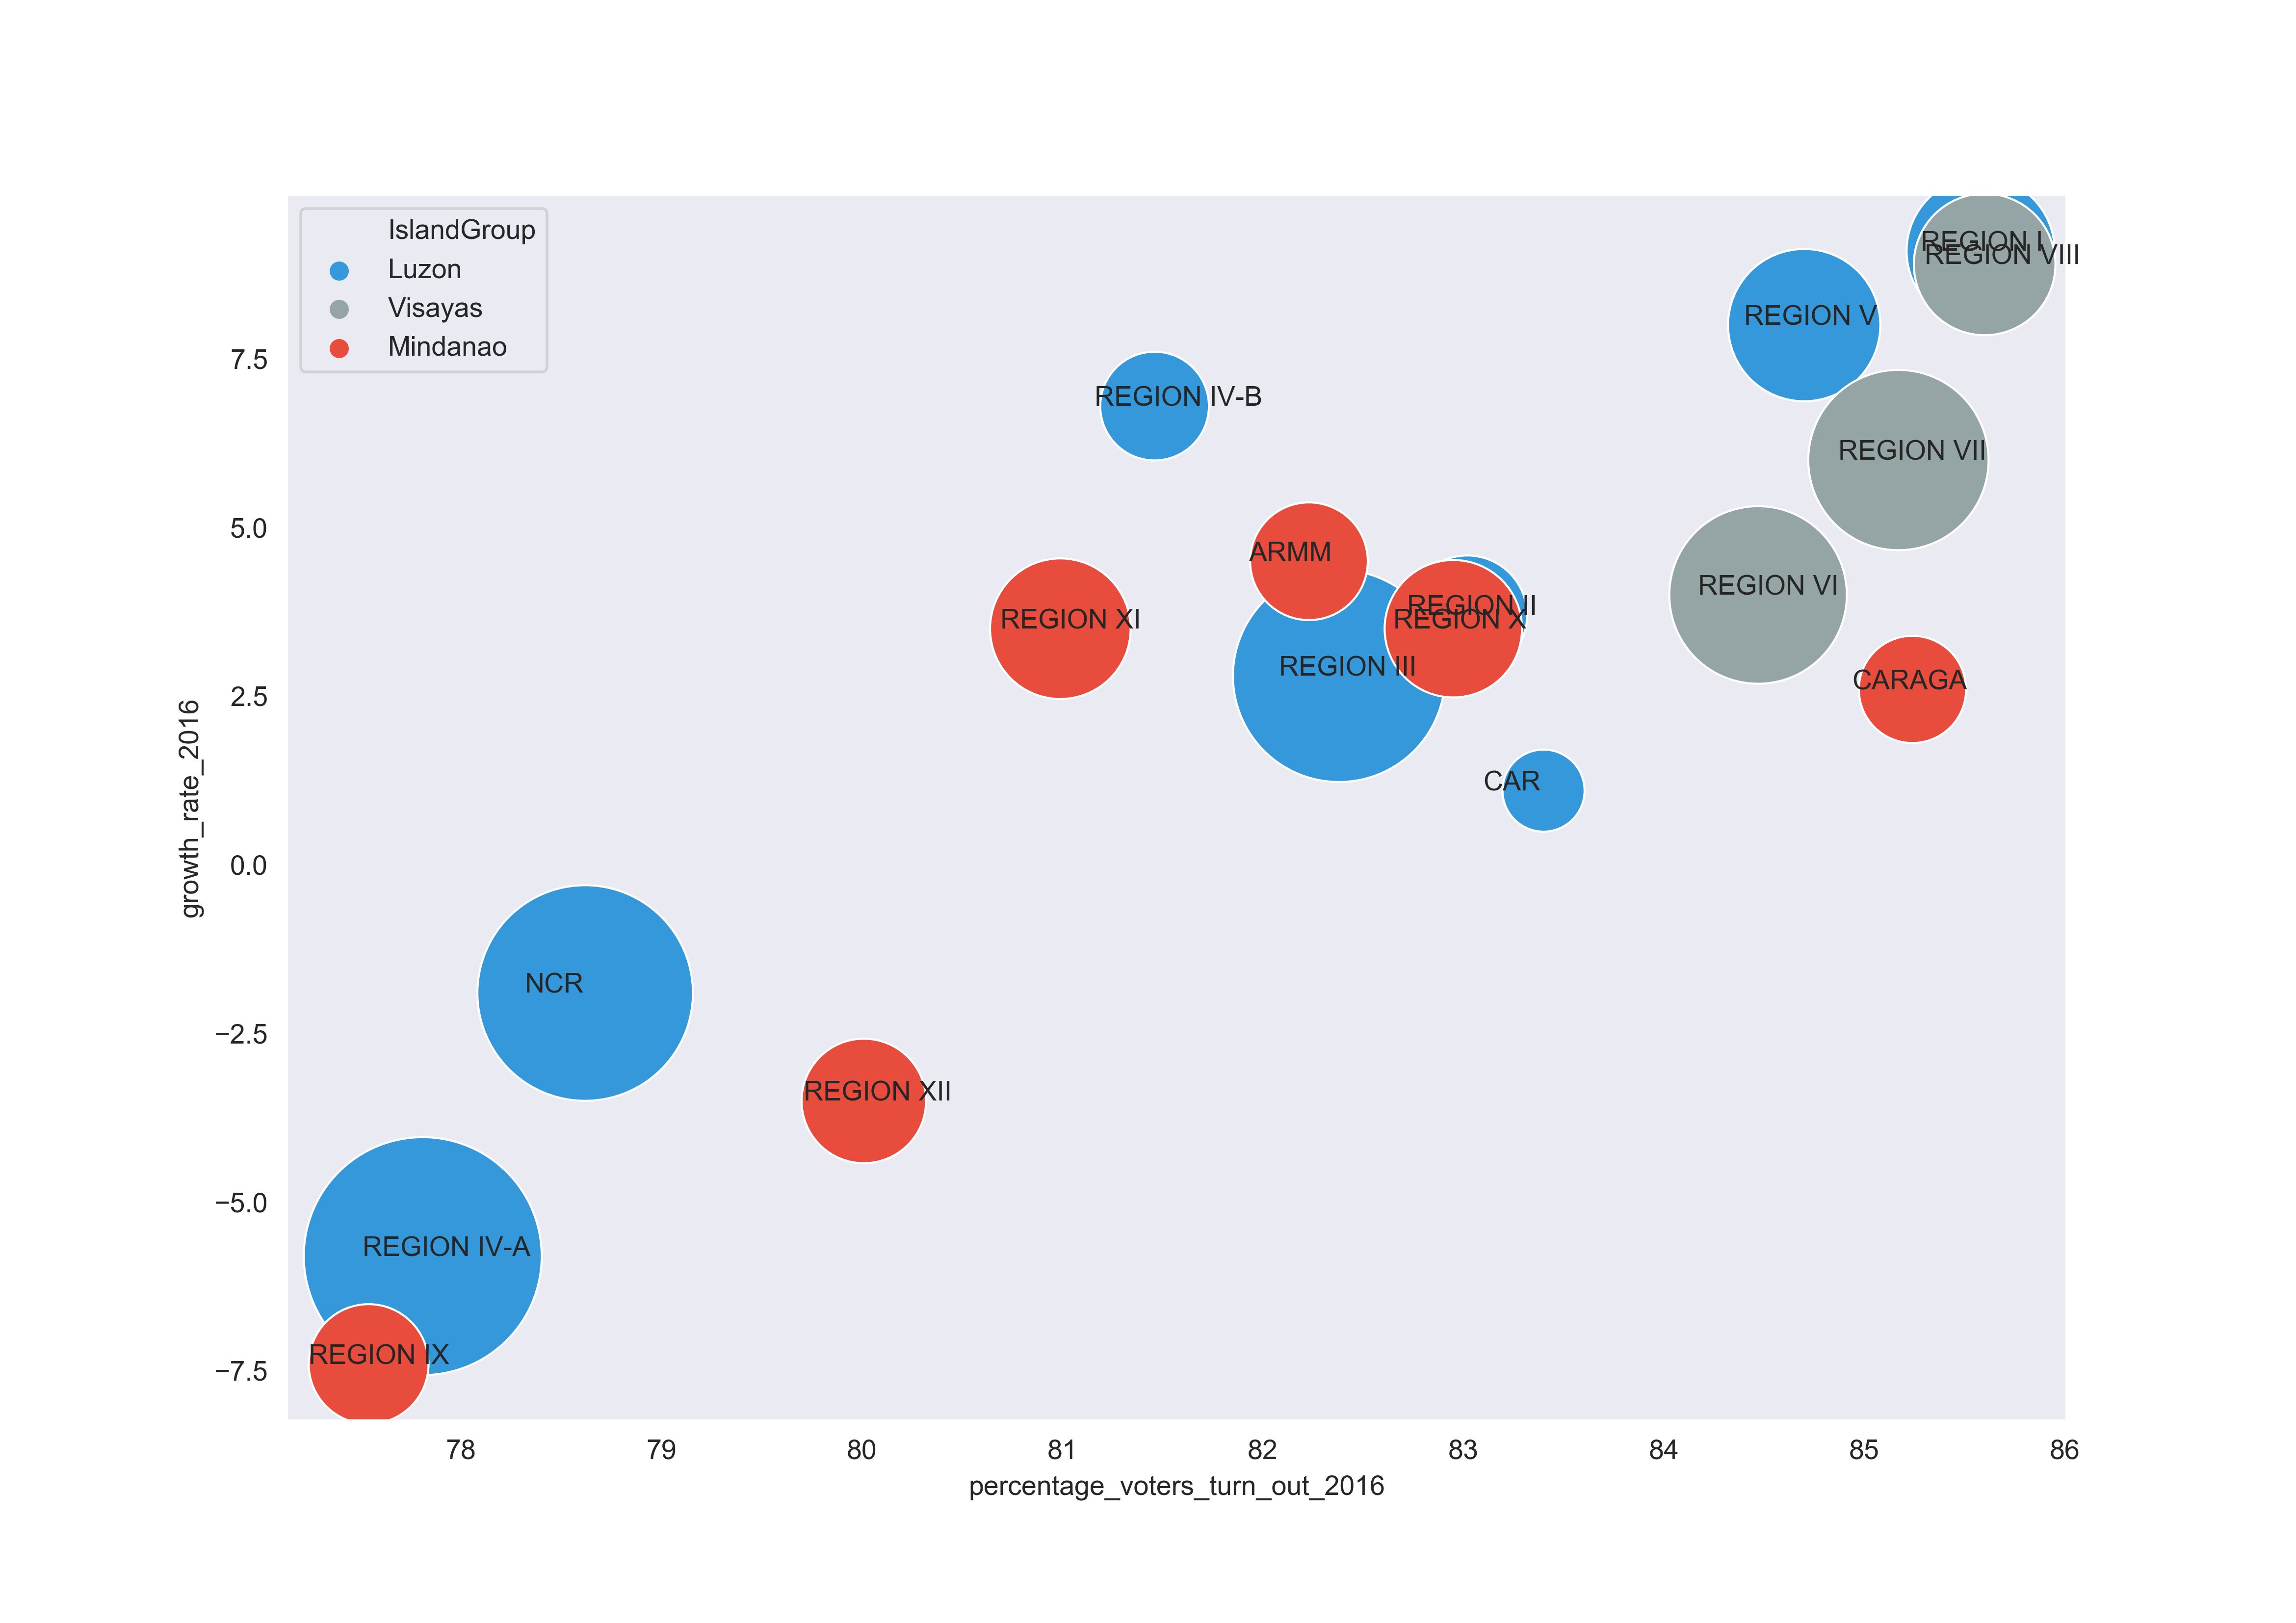 IslandGroup
Luzon
Visayas
Mindanao
REGION I
REGION VIII
REGION V
REGION IV-B
REGION VII
ARMM
REGION VI
REGION II
REGION X
REGION XI
REGION III
CARAGA
CAR
NCR
REGION XII
REGION IV-A
REGION IX
growth_rate_2016
7.5
5.0
2.5
0.0
−2.5
−5.0
−7.5
78 79 80 81 82 83 84 85 86
percentage_voters_turn_out_2016